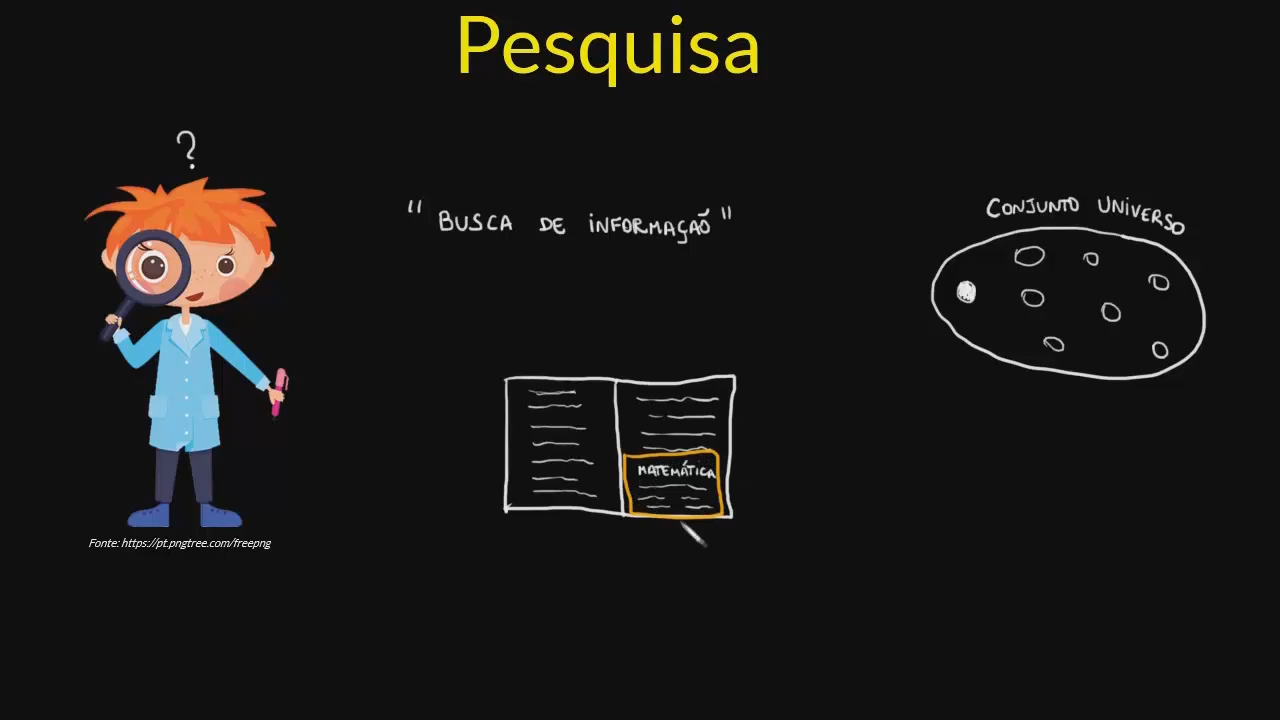 Pesquisa
?
" BUSCA DE INFORMAÇÃO "
CONJUNTO UNIVERSO
MATEMÁTICA
Fonte: https://pt.pngtree.com/freepng